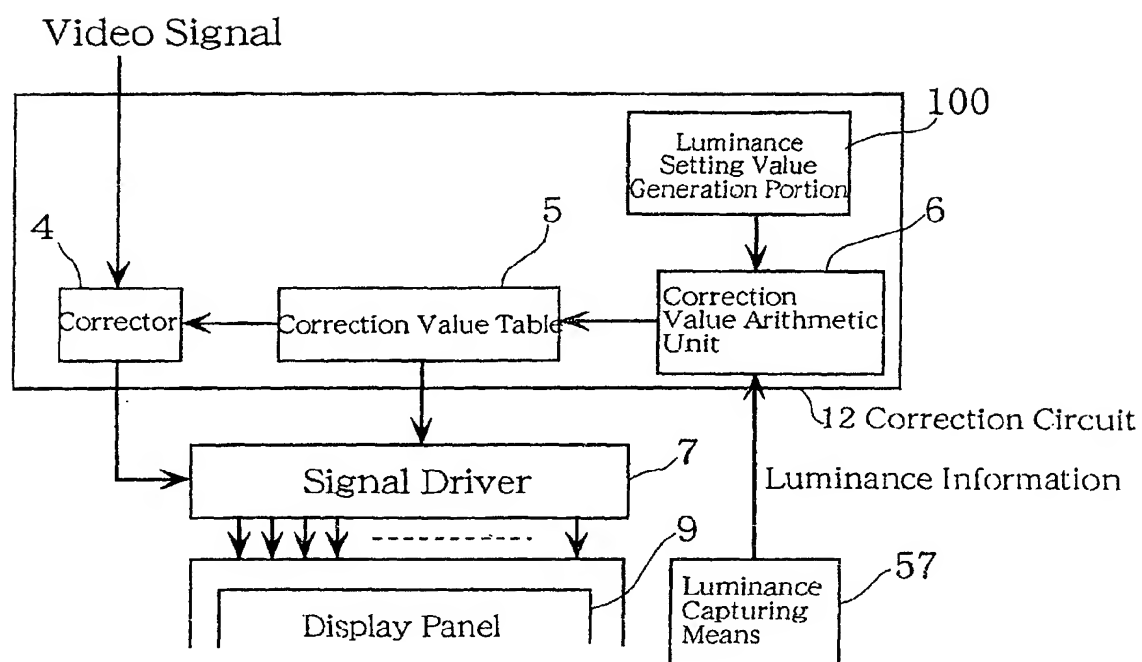 Video Signal
100
Luminance
Setting Value
Generation Portion
4
5
6
Corrector
Correction Value Table
Correction
Value Arithmetic
Unit
12 Correction Circuit
7
Signal Driver
Luminance Information
9
57
Display Panel
Luminance
Capturing
Means